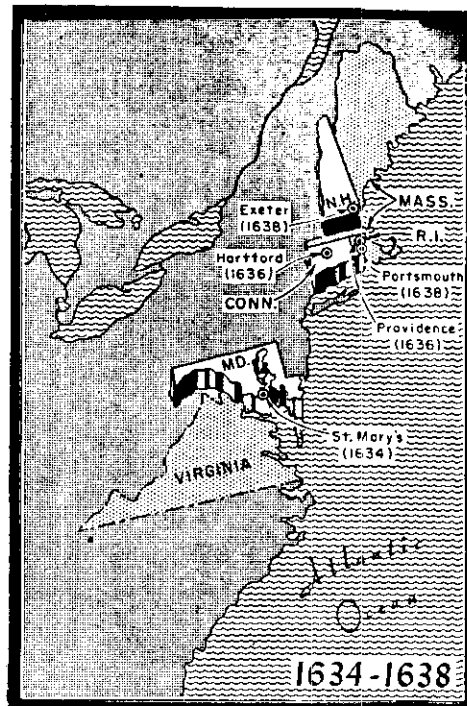 N.H.
MASS.
Exeter
(1638)
R.I.
Hartford
(1636)
Portsmouth
(1638)
CONN.
Providence
(1636)
MD.
St. Mary's
(1634)
VIRGINIA
Atlantic
Ocean
1634-1638